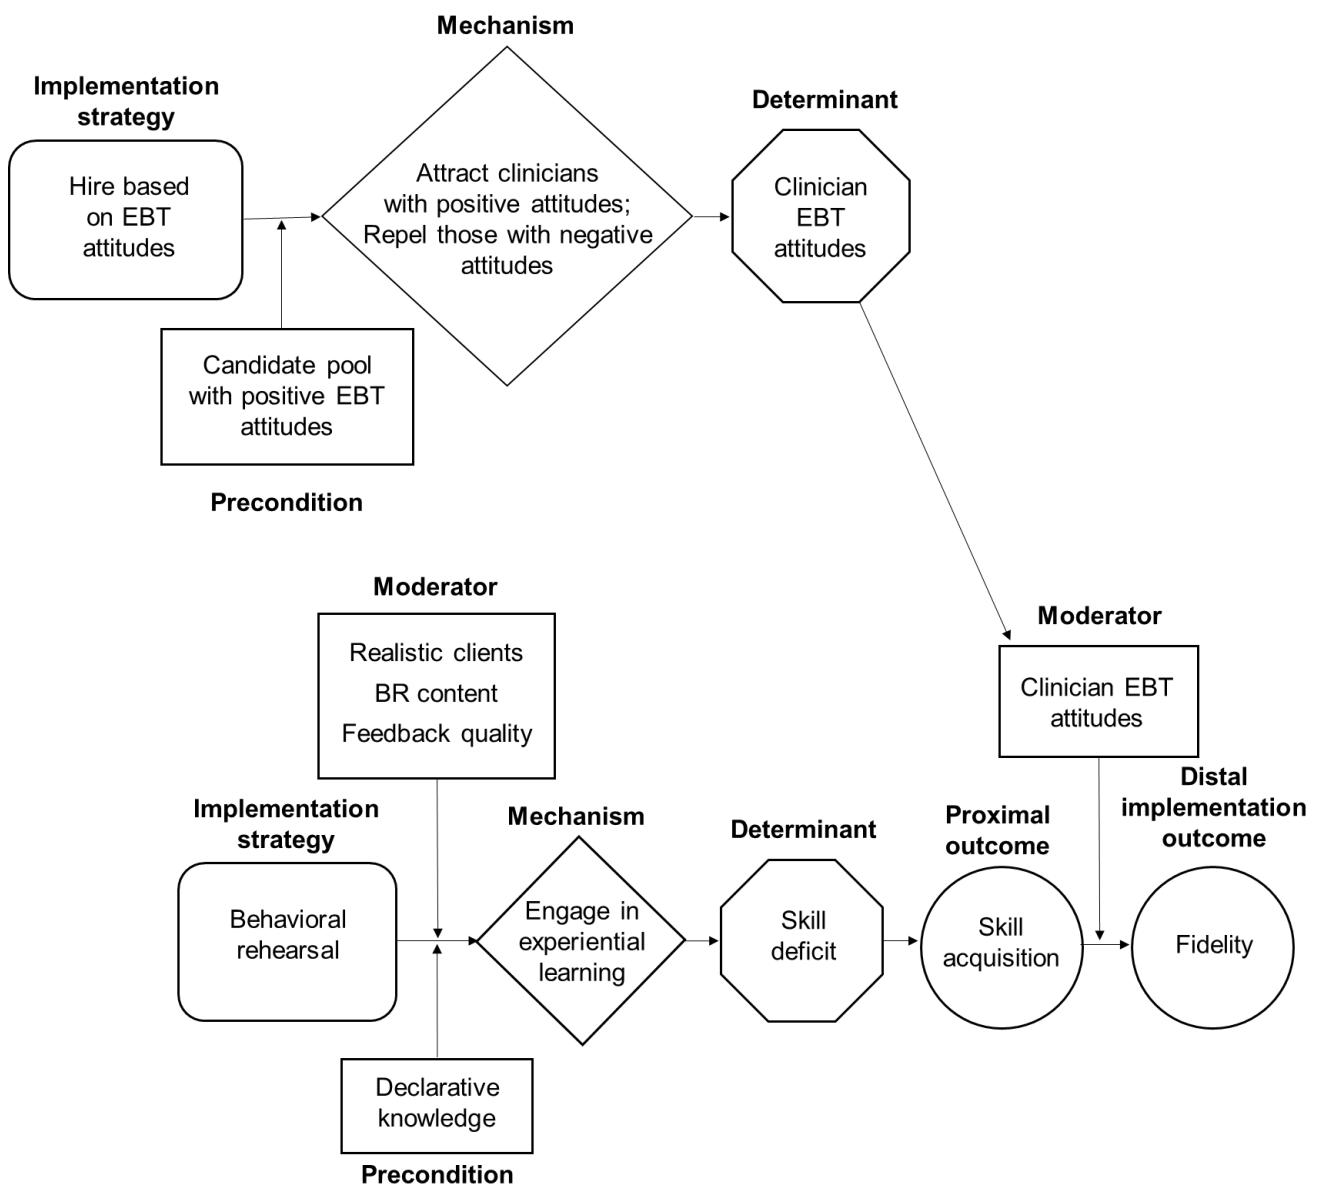 Mechanism
Implementation
strategy
Determinant
Hire based
on EBT
attitudes
Attract clinicians
with positive attitudes;
Repel those with negative
attitudes
Clinician
EBT
attitudes
Candidate pool
with positive EBT
attitudes
Precondition
Moderator
Realistic clients
BR content
Feedback quality
Moderator
Clinician EBT
attitudes
Implementation
strategy
Mechanism
Determinant
Proximal
outcome
Distal
implementation
outcome
Behavioral
rehearsal
Engage in
experiential
learning
Skill
deficit
Skill
acquisition
Fidelity
Declarative
knowledge
Precondition